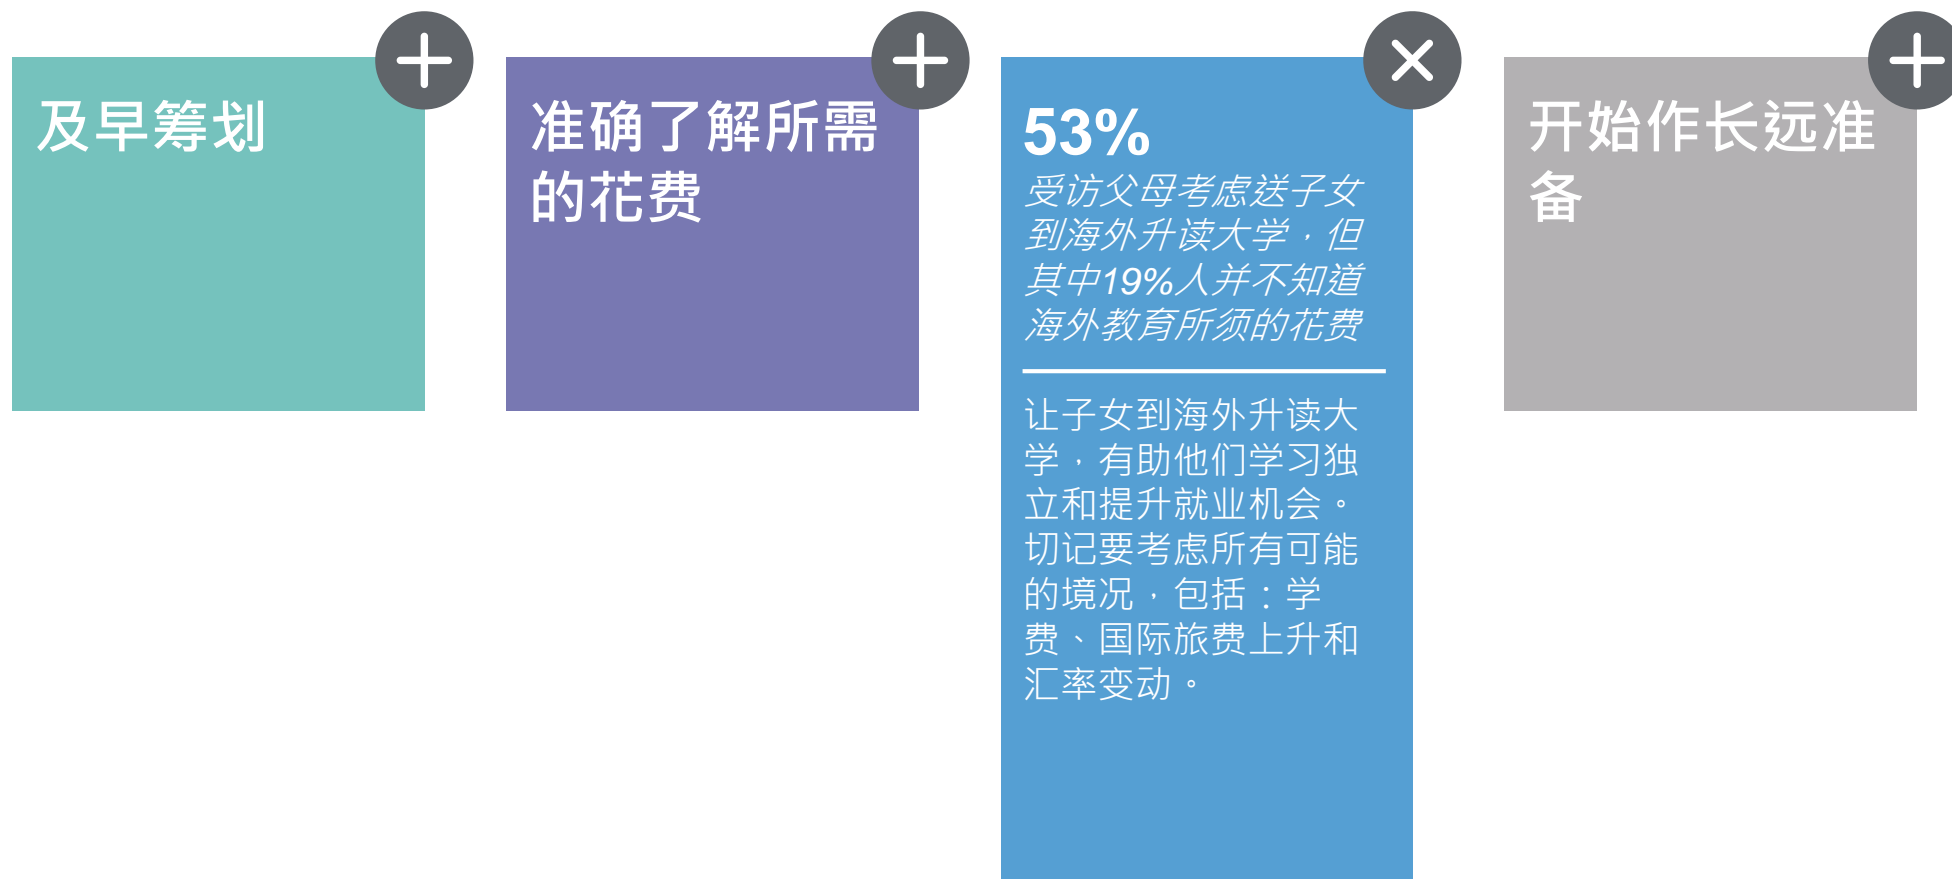 及早筹划
准确了解所需
的花费
53%
受访父母考虑送子女
到海外升读大学，但
其中19%人并不知道
海外教育所须的花费
让子女到海外升读大
学，有助他们学习独
立和提升就业机会。
切记要考虑所有可能
的境况，包括：学
费、国际旅费上升和
汇率变动。
开始作长远准
备